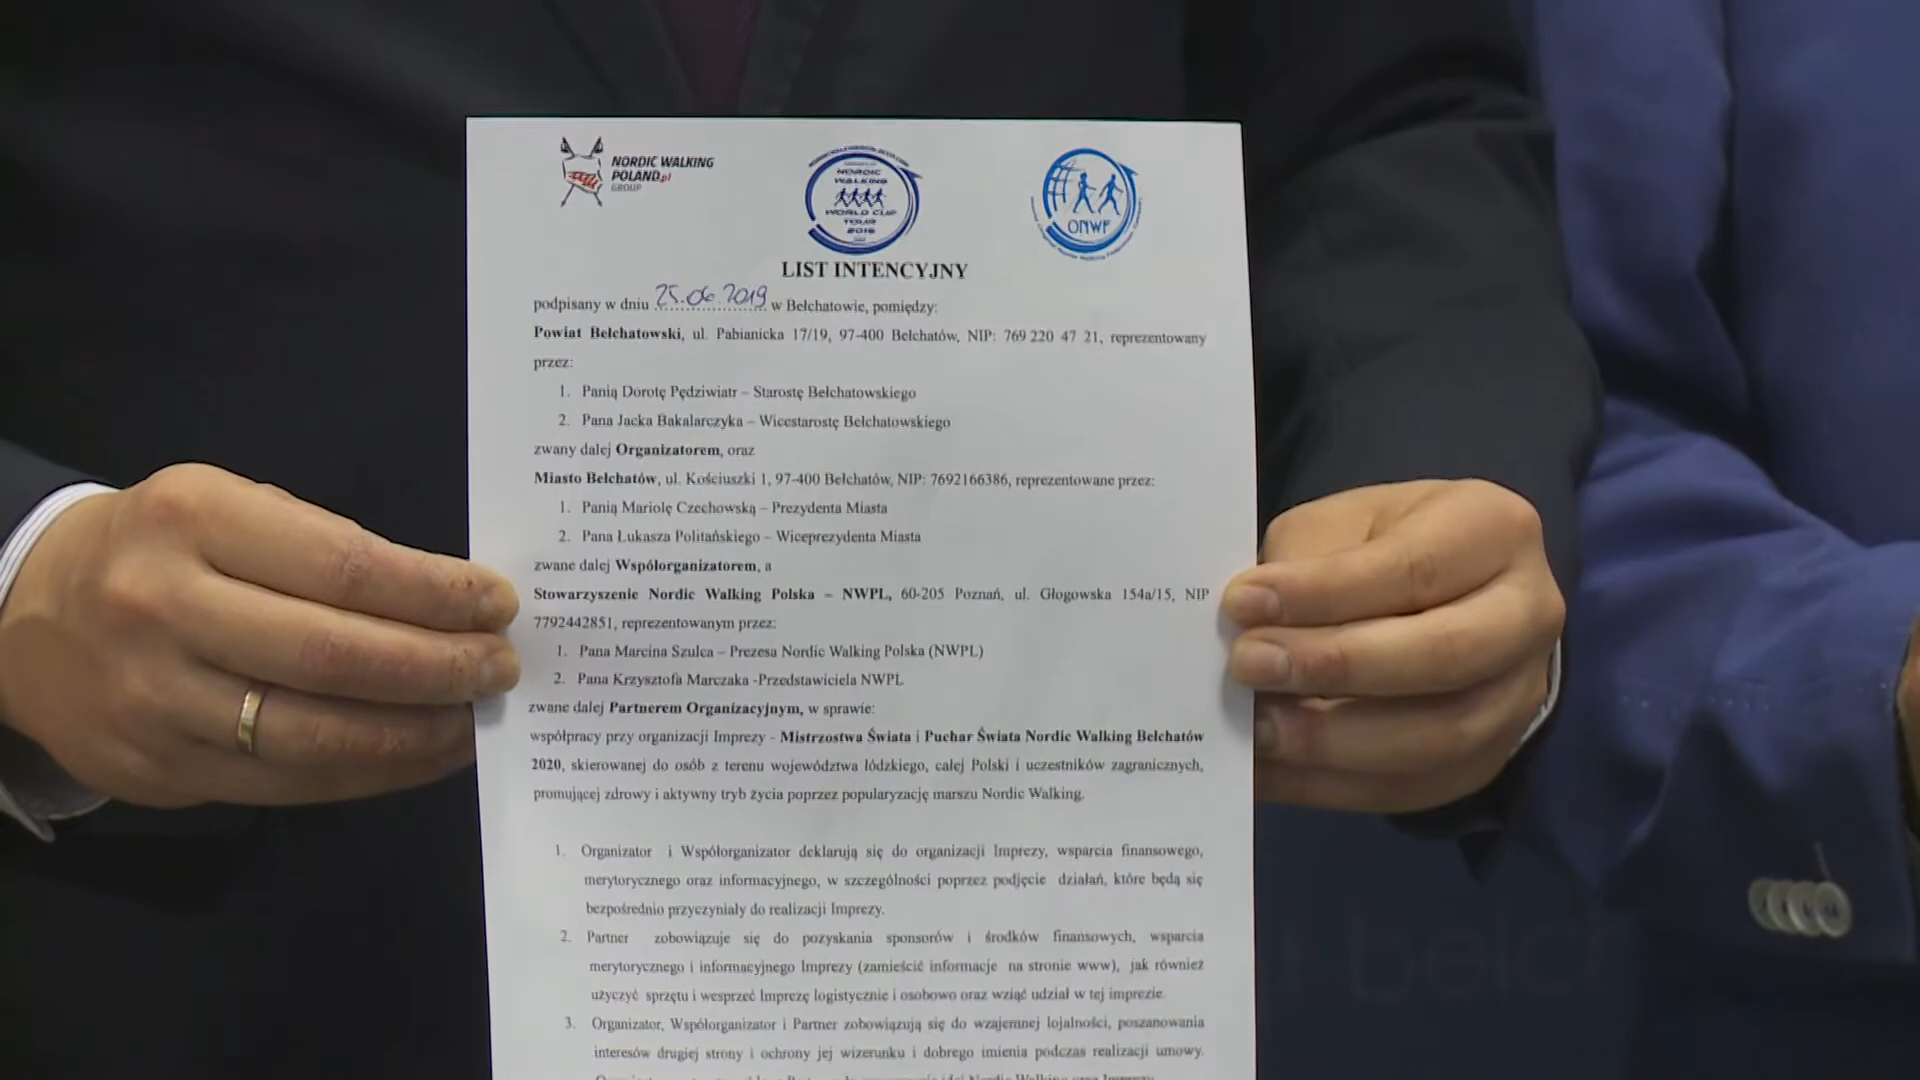 NORDIC WALKING
POLAND.pl
GROUP
NORDIC
WALKING
WORLD CUP
TOUR
ONWF
LIST INTENCYJNY
podpisany w dniu 25.06.2019 w Bełchatowie, pomiędzy:
Powiat Bełchatowski, ul. Pabianicka 17/19, 97-400 Bełchatów, NIP: 769 220 47 21, reprezentowany
przez:
1. Panią Dorotę Pędziwiatr – Starostę Bełchatowskiego
2. Pana Jacka Bakalarczyka – Wicestarostę Bełchatowskiego
zwany dalej Organizatorem, oraz
Miasto Bełchatów, ul. Kościuszki 1, 97-400 Bełchatów, NIP: 7692166386, reprezentowane przez:
1. Panią Mariolę Czechowską – Prezydenta Miasta
2. Pana Łukasza Politańskiego – Wiceprezydenta Miasta
zwane dalej Współorganizatorem, a
Stowarzyszenie Nordic Walking Polska – NWPL, 60-205 Poznań, ul. Głogowska 154a/15, NIP
7792442851, reprezentowanym przez:
1. Pana Marcina Szulca – Prezesa Nordic Walking Polska (NWPL)
2. Pana Krzysztofa Marczaka -Przedstawiciela NWPL
zwane dalej Partnerem Organizacyjnym, w sprawie:
współpracy przy organizacji Imprezy - Mistrzostwa Świata i Puchar Świata Nordic Walking Bełchatów
2020, skierowanej do osób z terenu województwa łódzkiego, całej Polski i uczestników zagranicznych,
promującej zdrowy i aktywny tryb życia poprzez popularyzację marszu Nordic Walking.
1. Organizator i Współorganizator deklarują się do organizacji Imprezy, wsparcia finansowego,
merytorycznego oraz informacyjnego, w szczególności poprzez podjęcie działań, które będą się
bezpośrednio przyczyniały do realizacji Imprezy.
2. Partner zobowiązuje się do pozyskania sponsorów i środków finansowych, wsparcia
merytorycznego i informacyjnego Imprezy (zamieścić informacje na stronie www), jak również
użyczyć sprzętu i wesprzeć Imprezę logistycznie i osobowo oraz wziąć udział w tej imprezie.
3. Organizator, Współorganizator i Partner zobowiązują się do wzajemnej lojalności, poszanowania
interesów drugiej strony i ochrony jej wizerunku i dobrego imienia podczas realizacji umowy.
belch